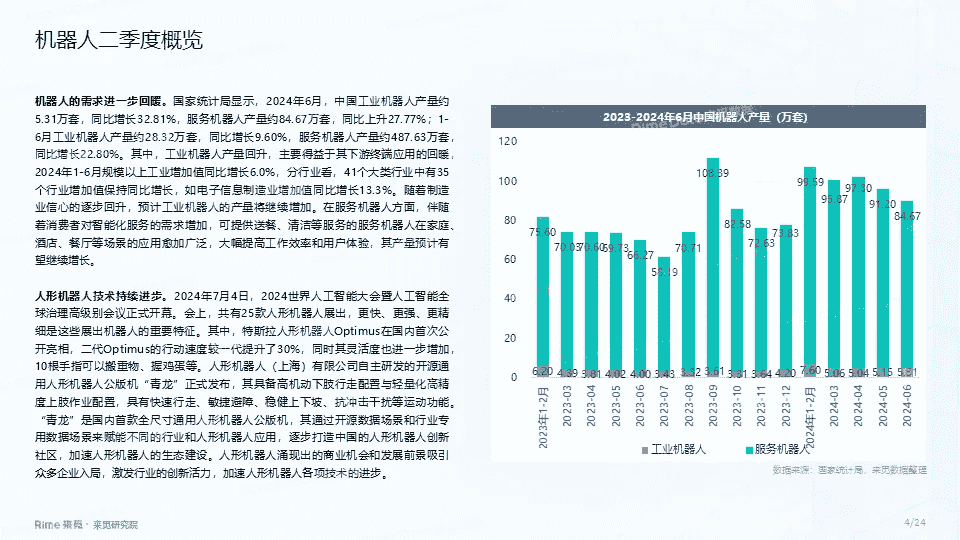 机器人二季度概览
机器人的需求进一步回暖。国家统计局显示，2024年6月，中国工业机器人产量约
5.31万套，同比增长32.81%，服务机器人产量约84.67万套，同比上升27.77%；1-
6月工业机器人产量约28.32万套，同比增长9.60%，服务机器人产量约487.63万套，
同比增长22.80%。其中，工业机器人产量回升，主要得益于其下游终端应用的回暖，
2024年1-6月规模以上工业增加值同比增长6.0%，分行业看，41个大类行业中有35
个行业增加值保持同比增长，如电子信息制造业增加值同比增长13.3%。随着制造
业信心的逐步回升，预计工业机器人的产量将继续增加。在服务机器人方面，伴随
着消费者对智能化服务的需求增加，可提供送餐、清洁等服务的服务机器人在家庭、
酒店、餐厅等场景的应用愈加广泛，大幅提高工作效率和用户体验，其产量预计有
望继续增长。
人形机器人技术持续进步。2024年7月4日，2024世界人工智能大会暨人工智能全
球治理高级别会议正式开幕。会上，共有25款人形机器人展出，更快、更强、更精
细是这些展出机器人的重要特征。其中，特斯拉人形机器人Optimus在国内首次公
开亮相，二代Optimus的行动速度较一代提升了30%，同时其灵活度也进一步增加，
10根手指可以搬重物、握鸡蛋等。人形机器人（上海）有限公司自主研发的开源通
用人形机器人公版机“青龙”正式发布，其具备高机动下肢行走配置与轻量化高精
度上肢作业配置，具有快速行走、敏捷避障、稳健上下坡、抗冲击干扰等运动功能。
“青龙”是国内首款全尺寸通用人形机器人公版机，其通过开源数据场景和行业专
用数据场景来赋能不同的行业和人形机器人应用，逐步打造中国的人形机器人创新
社区，加速人形机器人的生态建设。人形机器人涌现出的商业机会和发展前景吸引
众多企业入局，激发行业的创新活力，加速人形机器人各项技术的进步。
2023-2024年6月中国机器人产量（万套）
120
100
80
60
40
20
0
75.60 70.03 70.60 69.73 66.27 59.19 70.71 108.39 82.58 72.63 73.83 99.59 95.87 97.30 91.20 84.67
6.20 4.39 3.81 4.02 4.00 3.43 3.32 3.61 3.81 3.64 4.20 7.60 5.06 5.04 5.15 5.31
2023年1-2月 2023-03 2023-04 2023-05 2023-06 2023-07 2023-08 2023-09 2023-10 2023-11 2023-12 2024年1-2月 2024-03 2024-04 2024-05 2024-06
工业机器人 服务机器人
数据来源：国家统计局，来觅数据整理
Rime 来觅 · 来觅研究院
4/24